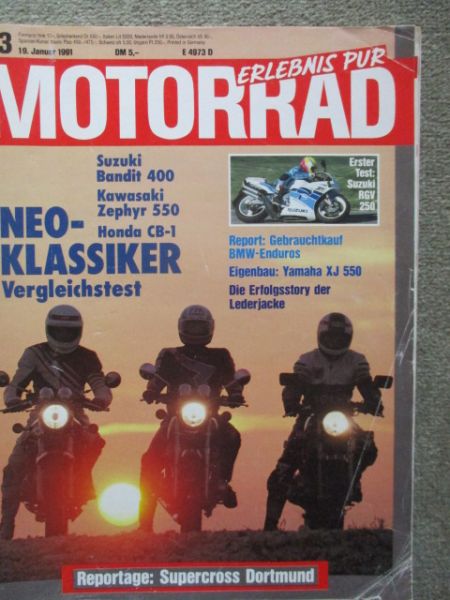 3
19. Januar 1991
DM 5,–
E 4973 D
ERLEBNIS PUR
MOTORRAD
Suzuki
Bandit 400
Kawasaki
Zephyr 550
Honda CB-1
NEO-
KLASSIKER
Vergleichstest
Erster
Test:
Suzuki
RGV
250
SUZUKI
Report: Gebrauchtkauf
BMW-Enduros
Eigenbau: Yamaha XJ 550
Die Erfolgsstory der
Lederjacke
Reportage: Supercross Dortmund